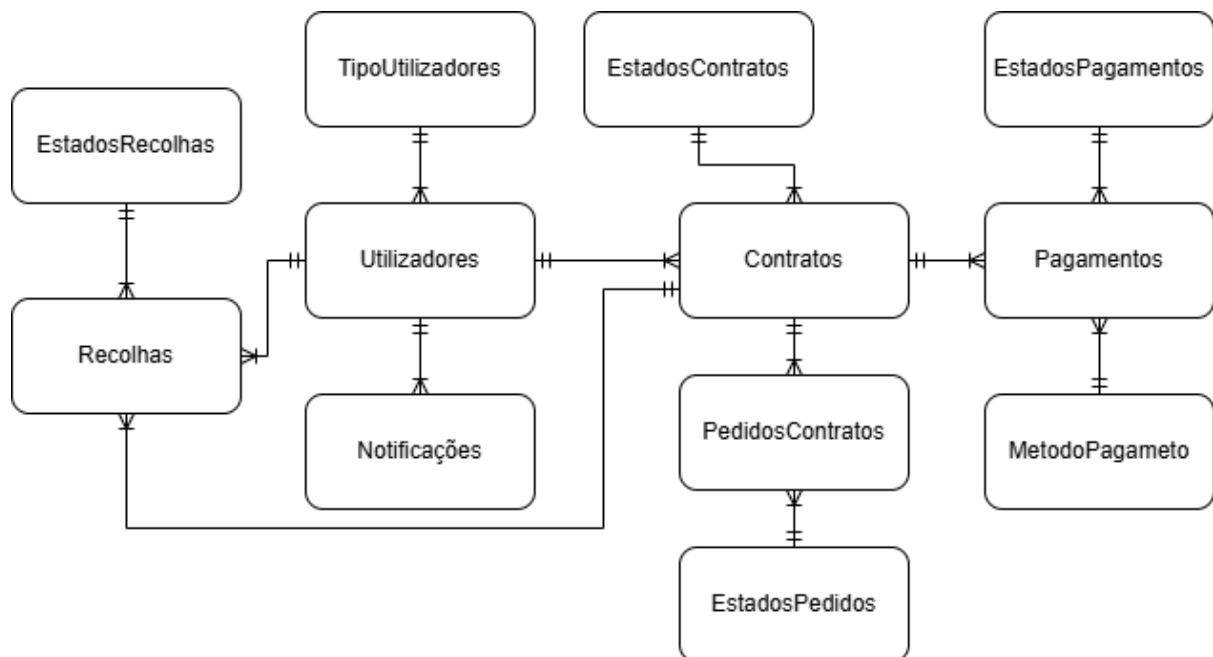 TipoUtilizadores
EstadosContratos
EstadosPagamentos
EstadosRecolhas
Utilizadores
Contratos
Pagamentos
Recolhas
Notificações
PedidosContratos
MetodoPagameto
EstadosPedidos